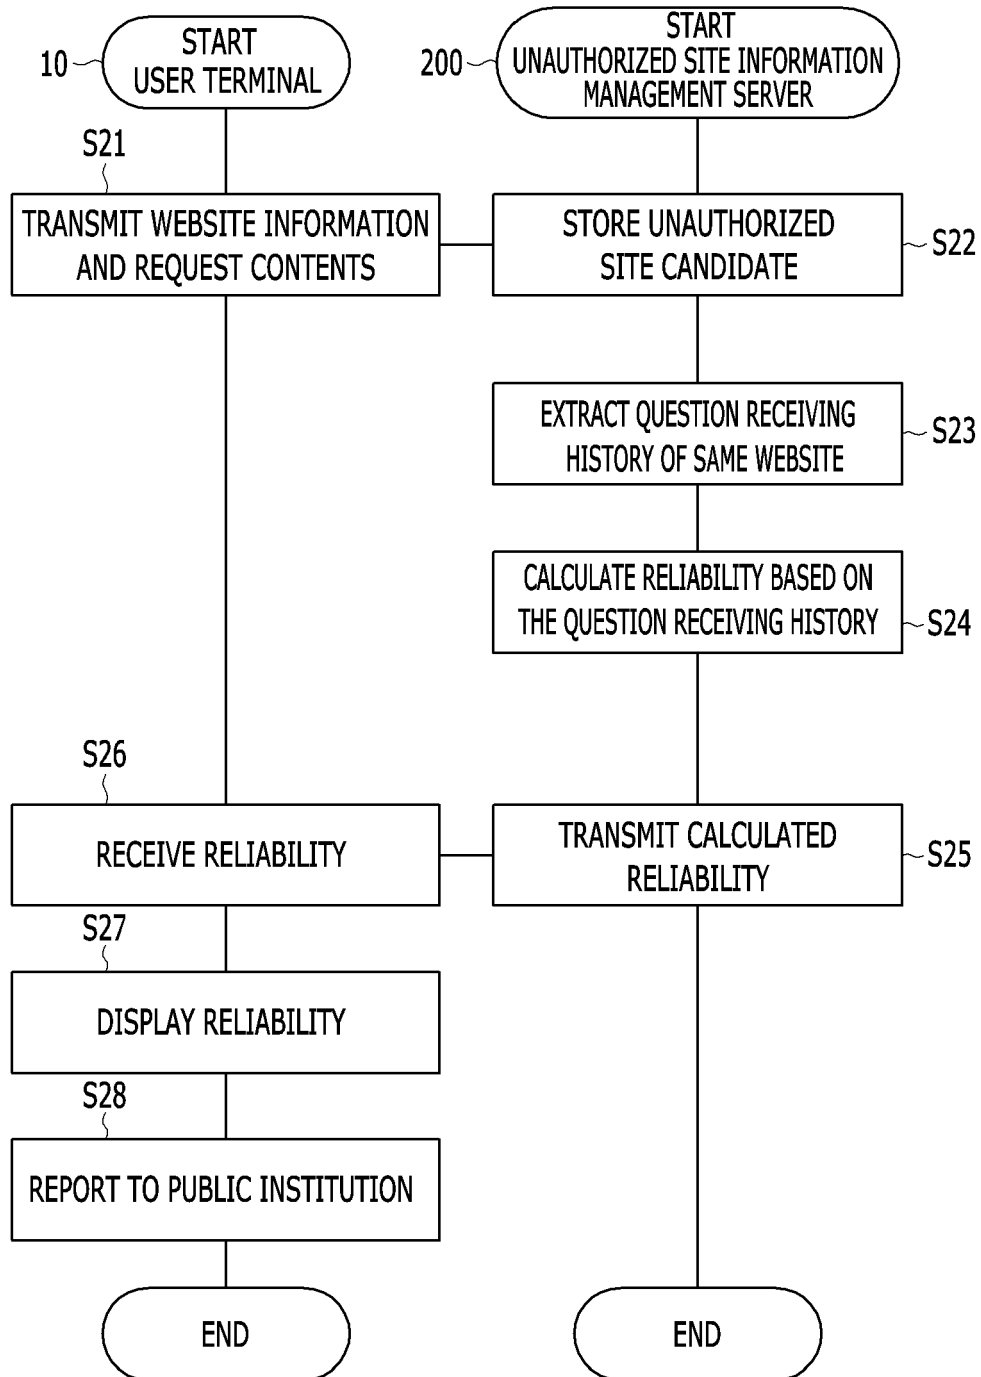 10
START
USER TERMINAL
200
START
UNAUTHORIZED SITE INFORMATION
MANAGEMENT SERVER
S21
TRANSMIT WEBSITE INFORMATION
AND REQUEST CONTENTS
STORE UNAUTHORIZED
SITE CANDIDATE
S22
EXTRACT QUESTION RECEIVING
HISTORY OF SAME WEBSITE
S23
CALCULATE RELIABILITY BASED ON
THE QUESTION RECEIVING HISTORY
S24
S26
RECEIVE RELIABILITY
TRANSMIT CALCULATED
RELIABILITY
S25
S27
DISPLAY RELIABILITY
S28
REPORT TO PUBLIC INSTITUTION
END
END